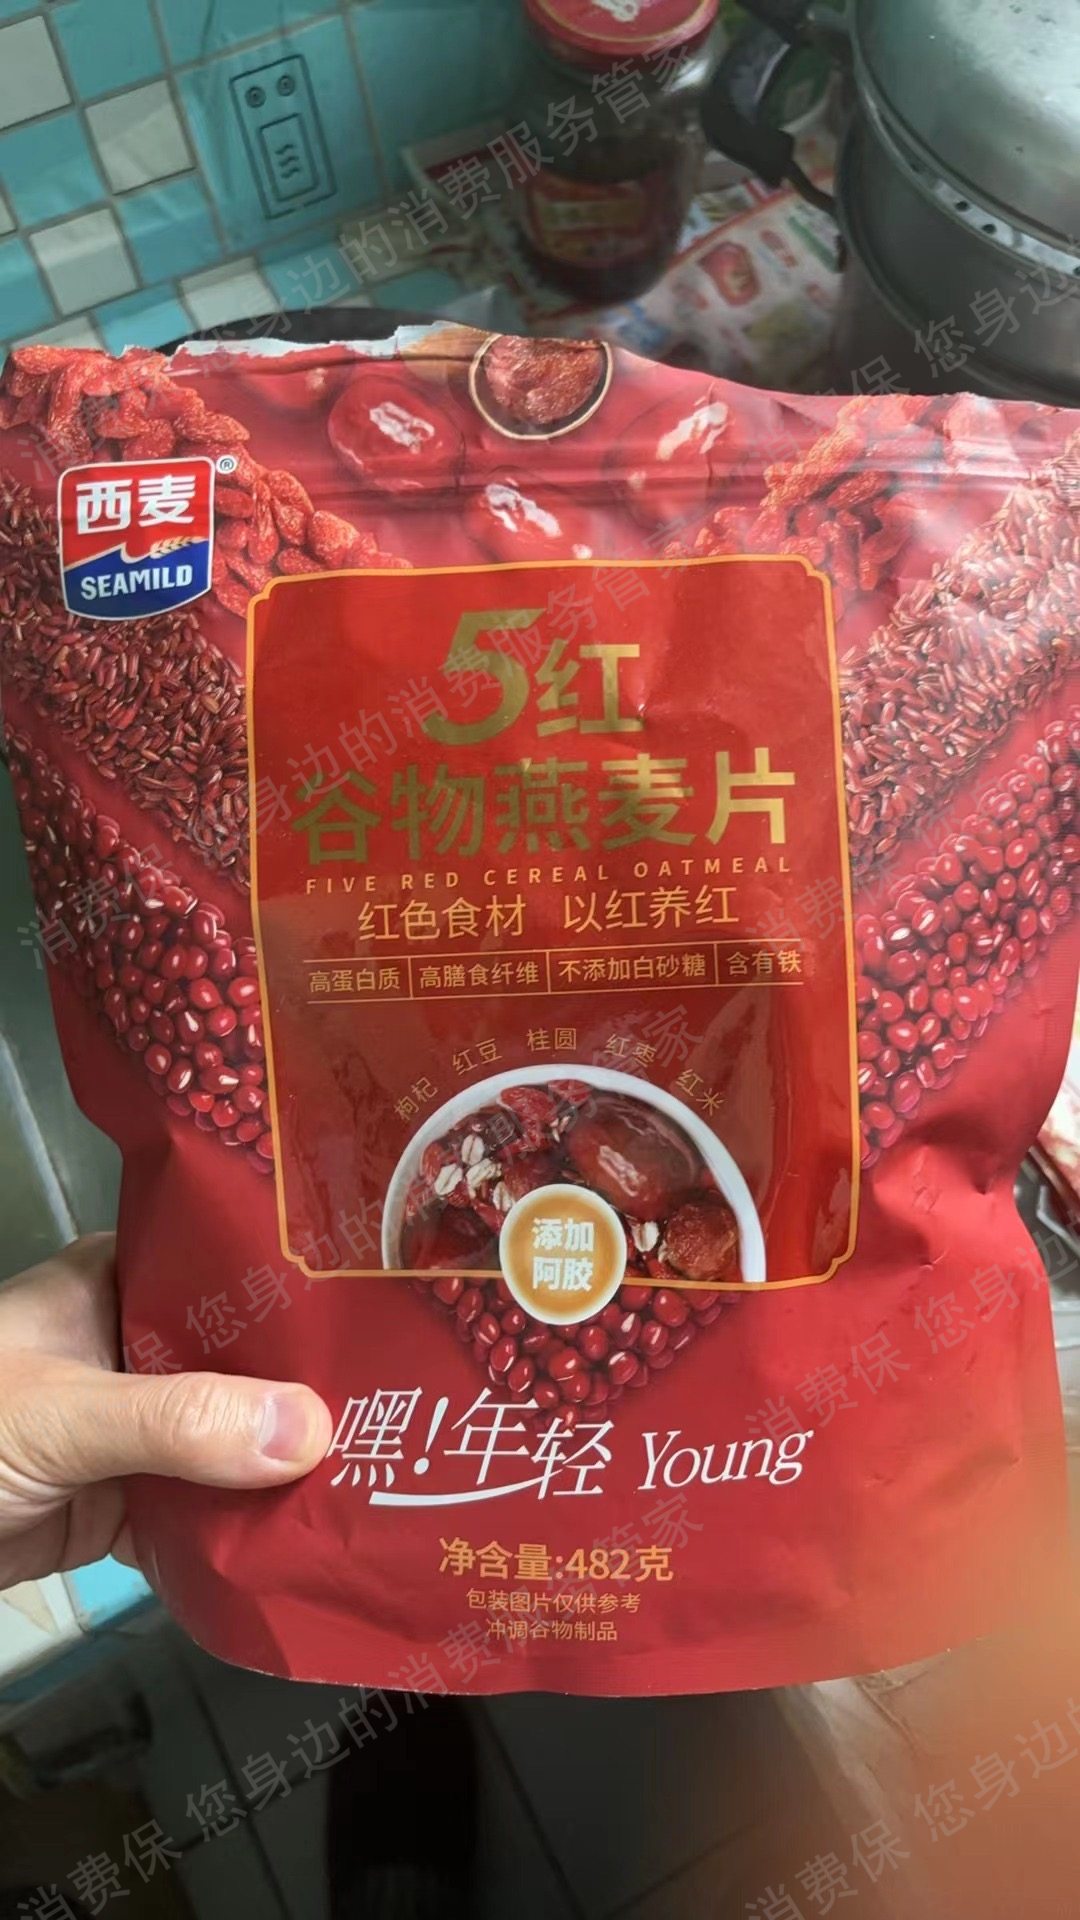 西麦
®
SEAMILD
5红
谷物燕麦片
FIVE RED CEREAL OATMEAL
红色食材 以红养红
高蛋白质 高膳食纤维 不添加白砂糖 含有铁
枸杞 红豆 桂圆 红枣 红米
添加
阿胶
嘿!年轻 Young
净含量:482克
包装图片仅供参考
冲调谷物制品
消费保 您身边的消费服务管家